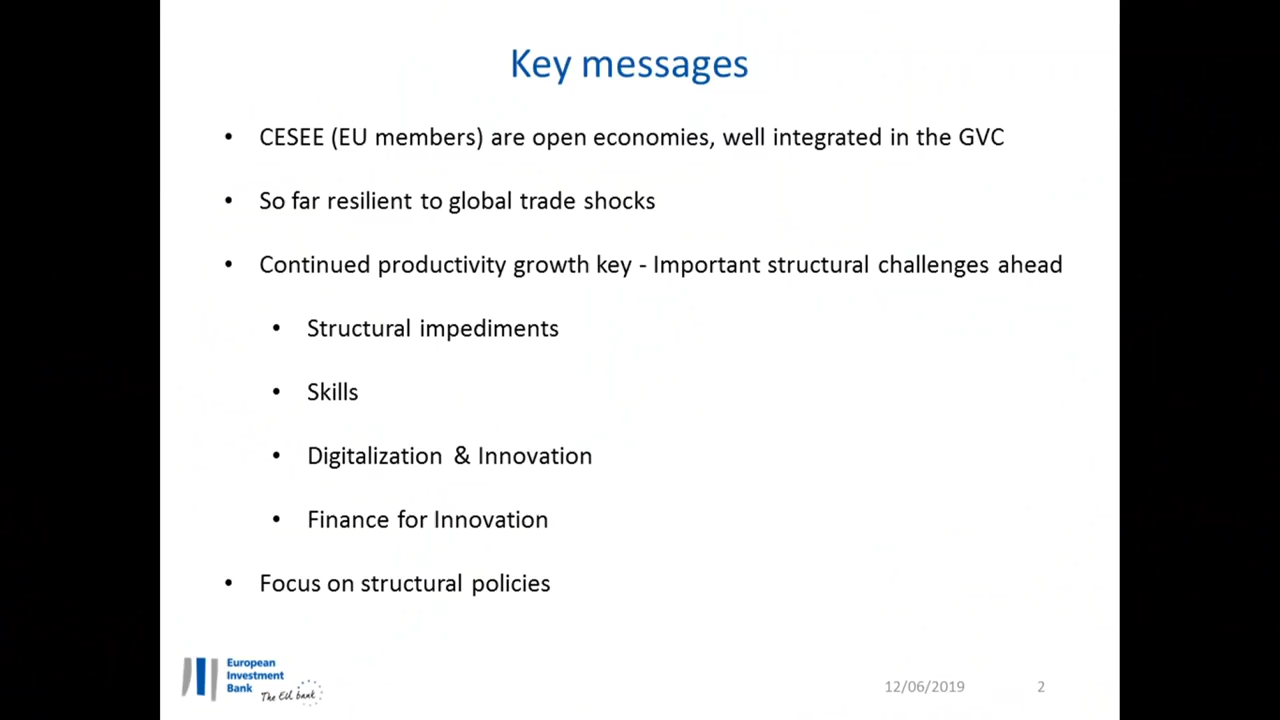 Key messages
• CESEE (EU members) are open economies, well integrated in the GVC
• So far resilient to global trade shocks
• Continued productivity growth key - Important structural challenges ahead
• Structural impediments
• Skills
• Digitalization & Innovation
• Finance for Innovation
• Focus on structural policies
European
Investment
Bank
The EU bank
12/06/2019
2